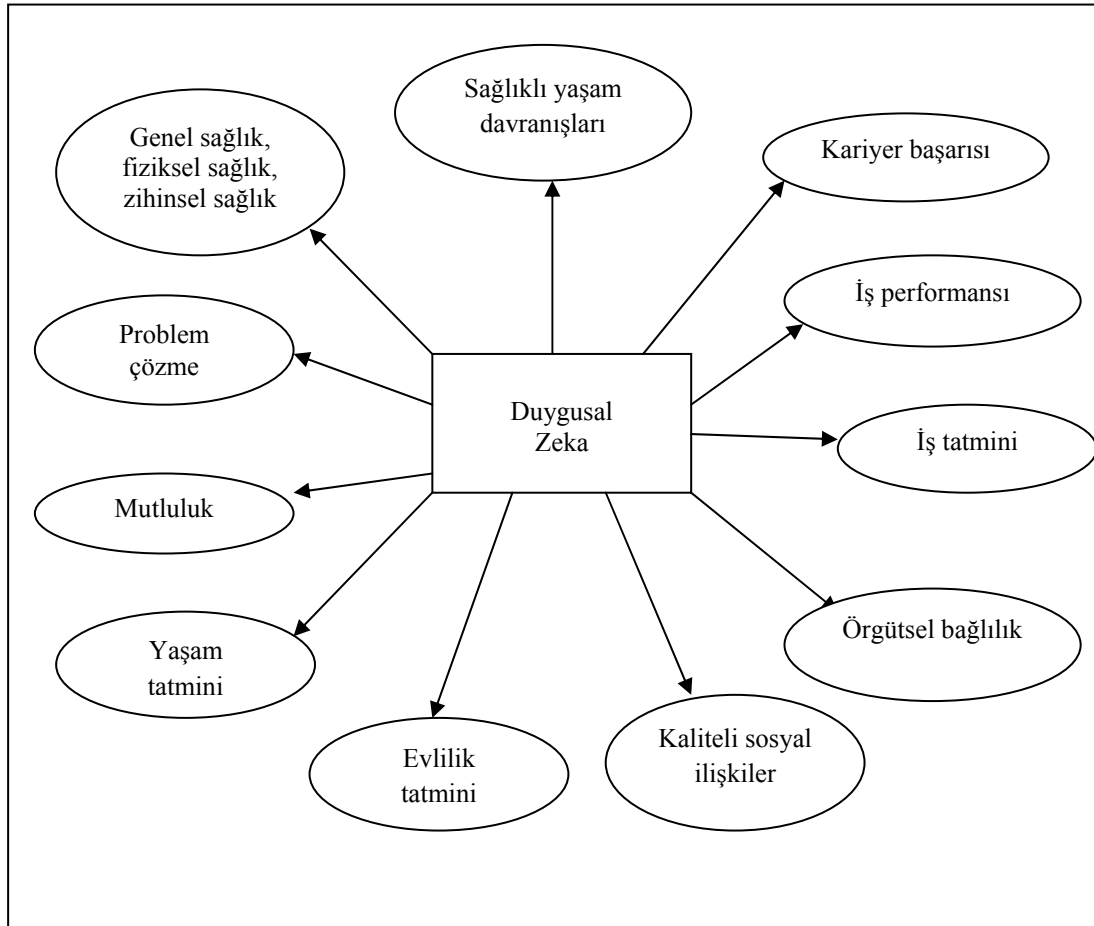 Sağlıklı yaşam
davranışları
Genel sağlık,
fiziksel sağlık,
zihinsel sağlık
Kariyer başarısı
İş performansı
Problem
çözme
Duygusal
Zeka
İş tatmini
Mutluluk
Örgütsel bağlılık
Yaşam
tatmini
Kaliteli sosyal
ilişkiler
Evlilik
tatmini